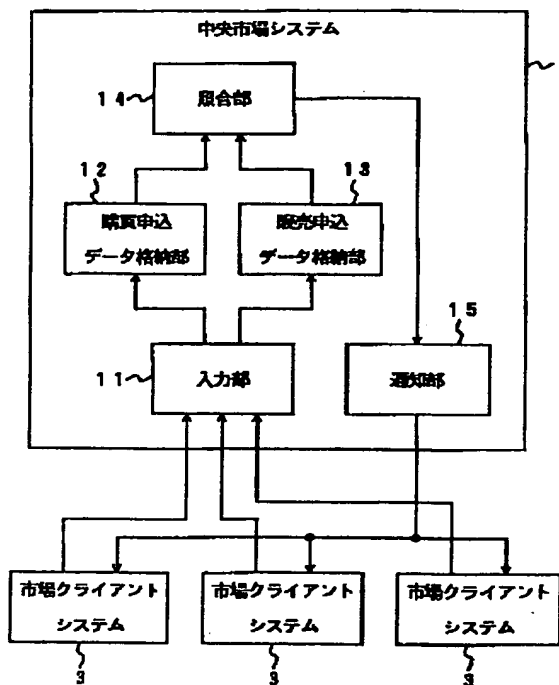 中央市場システム
14
照合部
12
13
購買申込
データ格納部
販売申込
データ格納部
15
11
入力部
通知部
市場クライアント
システム
市場クライアント
システム
市場クライアント
システム
3
3
3